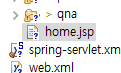 > qna
home.jsp
spring-servlet.xm
web.xml